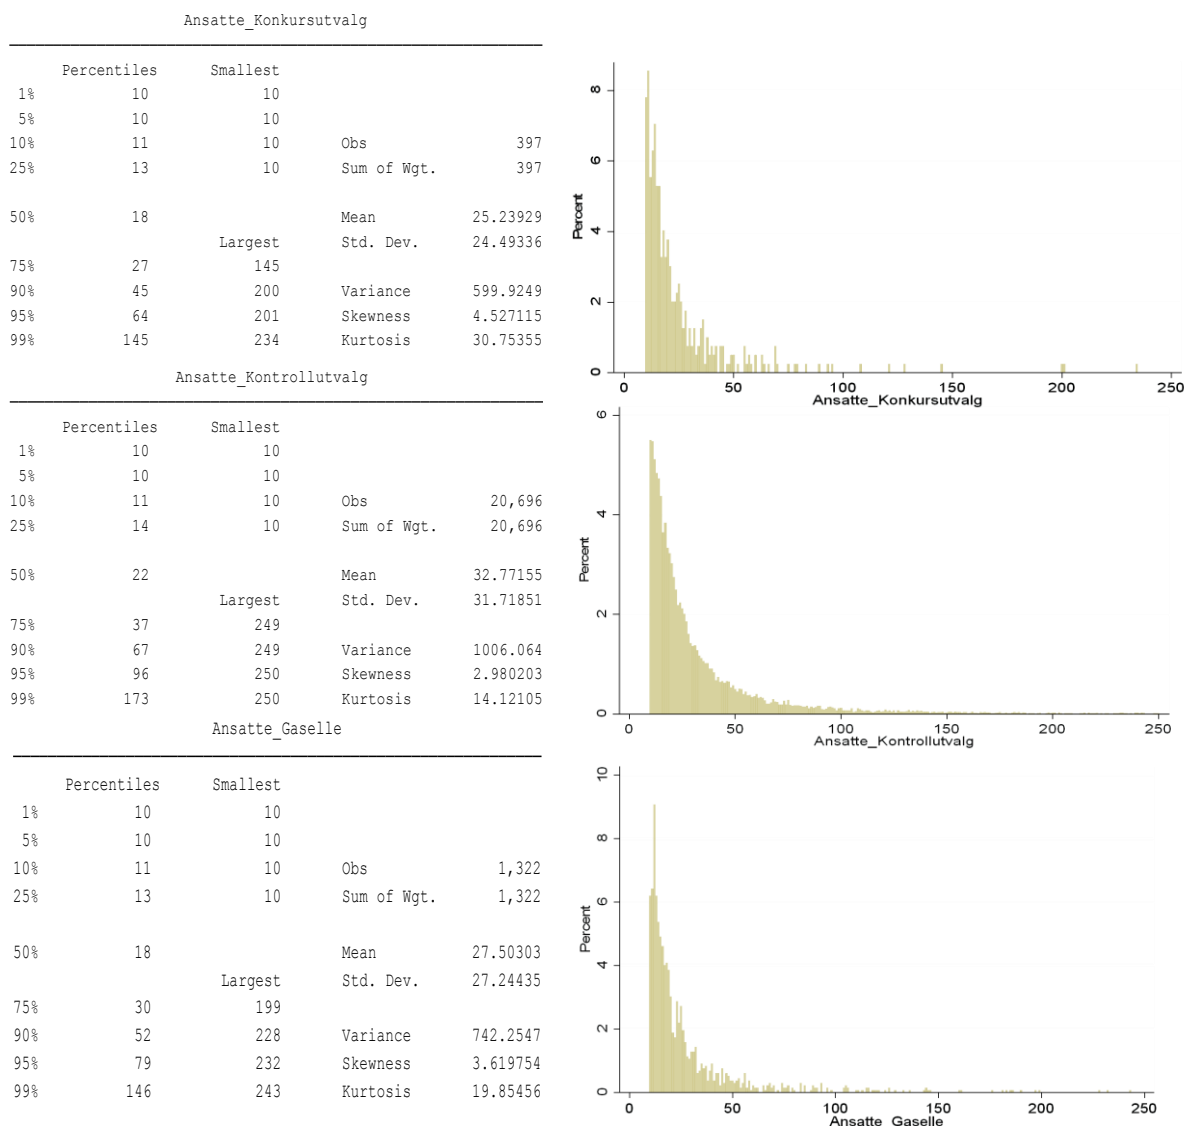 Ansatte_Konkursutvalg
Percentiles Smallest
1% 10 10
5% 10 10
10% 11 10 Obs 397
25% 13 10 Sum of Wgt. 397
50% 18 Mean 25.23929
Largest Std. Dev. 24.49336
75% 27 145
90% 45 200 Variance 599.9249
95% 64 201 Skewness 4.527115
99% 145 234 Kurtosis 30.75355
8
6
4
2
0
Percent
0 50 100 150 200 250
Ansatte_Konkursutvalg
Ansatte_Kontrollutvalg
Percentiles Smallest
1% 10 10
5% 10 10
10% 11 10 Obs 20,696
25% 14 10 Sum of Wgt. 20,696
50% 22 Mean 32.77155
Largest Std. Dev. 31.71851
75% 37 249
90% 67 249 Variance 1006.064
95% 96 250 Skewness 2.980203
99% 173 250 Kurtosis 14.12105
6
4
2
0
Percent
0 50 100 150 200 250
Ansatte_Kontrollutvalg
Ansatte_Gaselle
Percentiles Smallest
1% 10 10
5% 10 10
10% 11 10 Obs 1,322
25% 13 10 Sum of Wgt. 1,322
50% 18 Mean 27.50303
Largest Std. Dev. 27.24435
75% 30 199
90% 52 228 Variance 742.2547
95% 79 232 Skewness 3.619754
99% 146 243 Kurtosis 19.85456
10
8
6
4
2
0
Percent
0 50 100 150 200 250
Ansatte_Gaselle